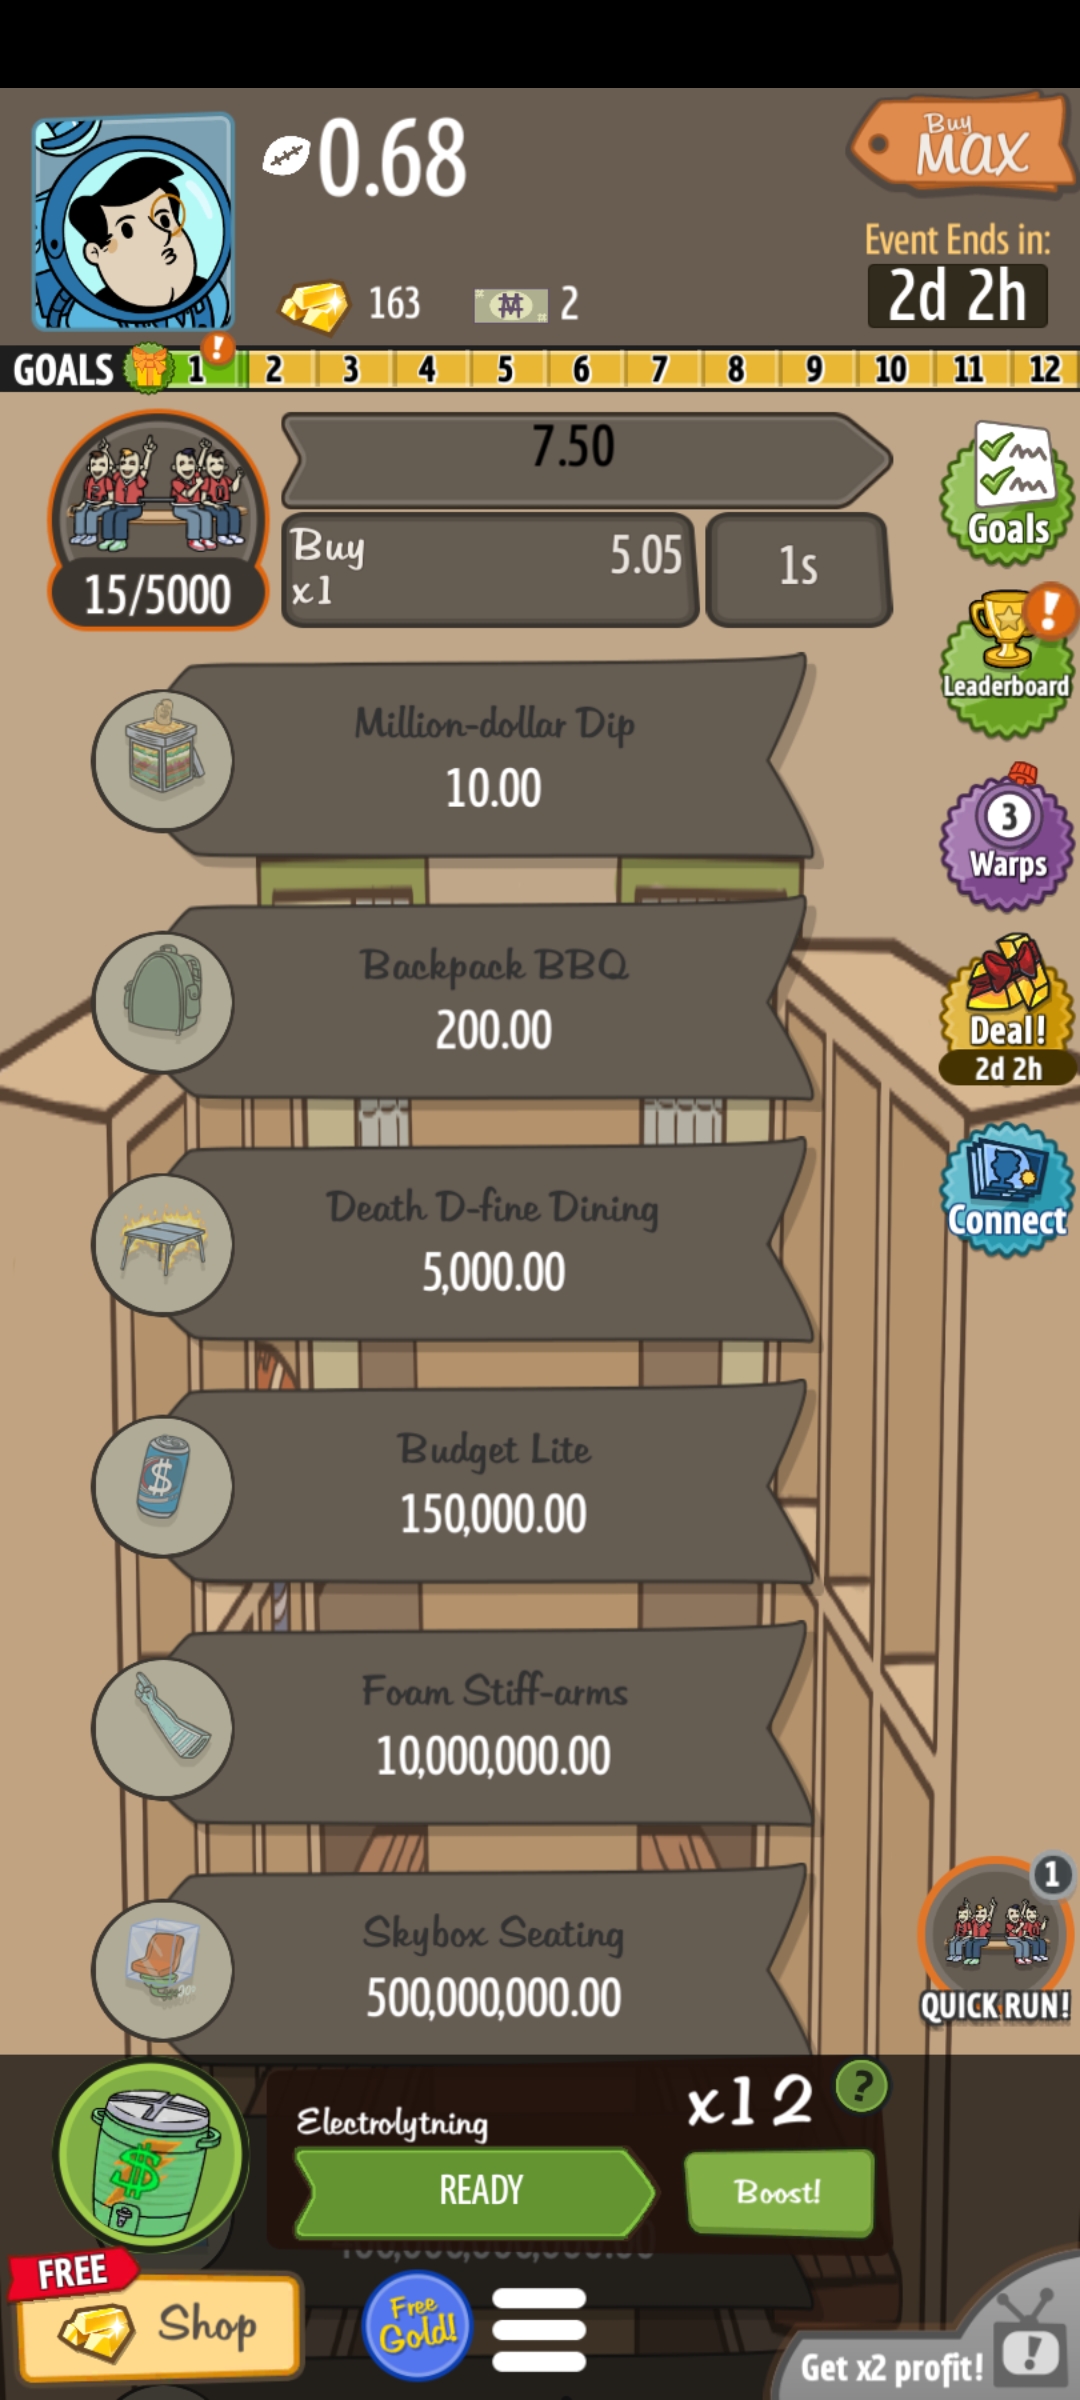 0.68
Buy
MAX
Event Ends in:
2d 2h
163
2
GOALS 1 ! 2 3 4 5 6 7 8 9 10 11 12
7.50
15/5000
Buy
x1
5.05
1s
Goals
Million-dollar Dip
10.00
!
Leaderboard
3
Warps
Backpack BBQ
200.00
Deal!
2d 2h
Death D-fine Dining
5,000.00
Connect
Budget Lite
150,000.00
$
Foam Stiff-arms
10,000,000.00
Skybox Seating
500,000,000.00
1
QUICK RUN!
Electrolytning
x12
?
$
READY
Boost!
FREE
Shop
Free
Gold!
Get x2 profit!
!